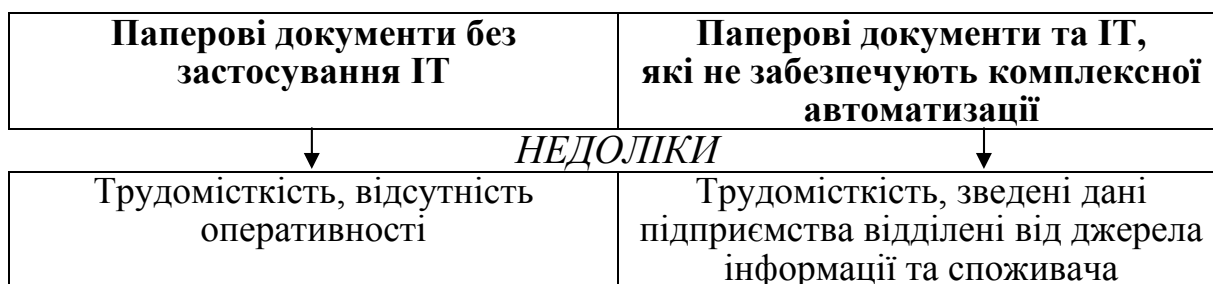 Паперові документи без
застосування ІТ
Паперові документи та ІТ,
які не забезпечують комплексної
автоматизації
НЕДОЛІКИ
Трудомісткість, відсутність
оперативності
Трудомісткість, зведені дані
підприємства відділені від джерела
інформації та споживача